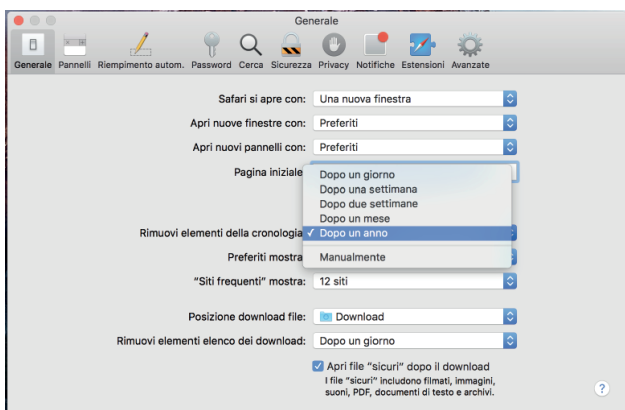 Generale
Generale Pannelli Riempimento autom. Password Cerca Sicurezza Privacy Notifiche Estensioni Avanzate
Safari si apre con: Una nuova finestra
Apri nuove finestre con: Preferiti
Apri nuovi pannelli con: Preferiti
Pagina iniziale
Dopo un giorno
Dopo una settimana
Dopo due settimane
Dopo un mese
Rimuovi elementi della cronologia ✓ Dopo un anno
Preferiti mostra
Manualmente
"Siti frequenti" mostra: 12 siti
Posizione download file: Download
Rimuovi elementi elenco dei download: Dopo un giorno
Apri file "sicuri" dopo il download
I file "sicuri" includono filmati, immagini,
suoni, PDF, documenti di testo e archivi.
?